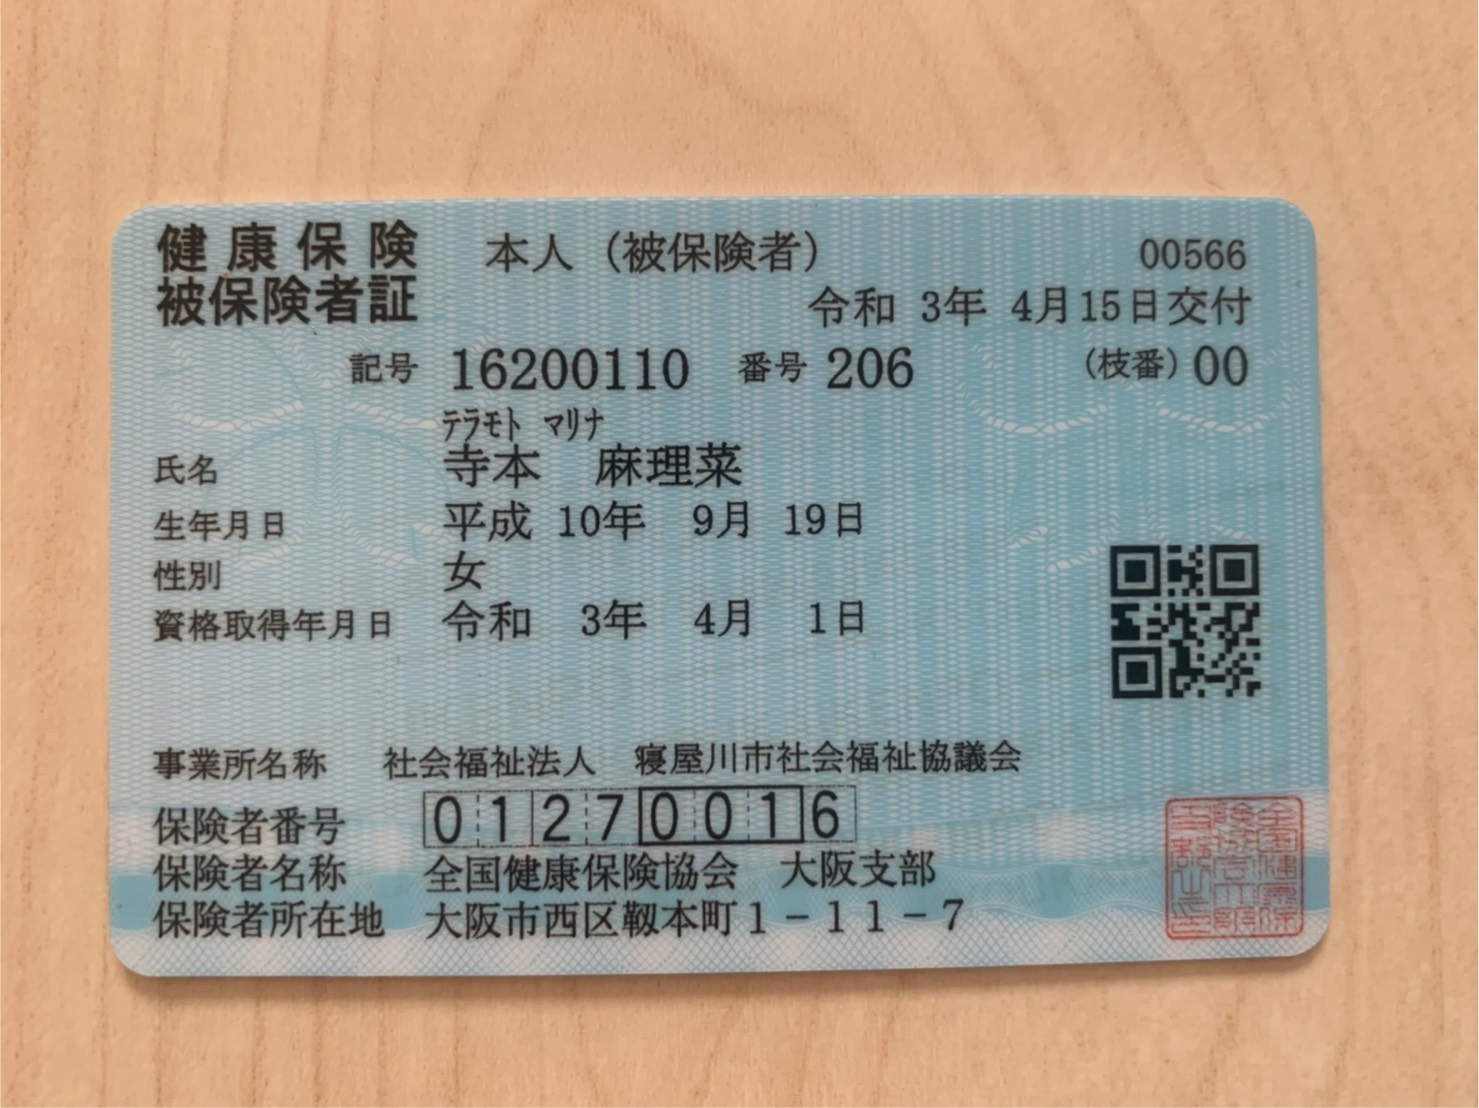 健康保険 本人（被保険者） 00566
被保険者証 令和 3年 4月15日交付
記号 16200110 番号 206 （枝番）00
ﾃﾗﾓﾄ ﾏﾘﾅ
氏名 寺本 麻理菜
生年月日 平成 10年 9月 19日
性別 女
資格取得年月日 令和 3年 4月 1日
事業所名称 社会福祉法人 寝屋川市社会福祉協議会
保険者番号 01270016
保険者名称 全国健康保険協会 大阪支部
保険者所在地 大阪市西区靱本町1－11－7